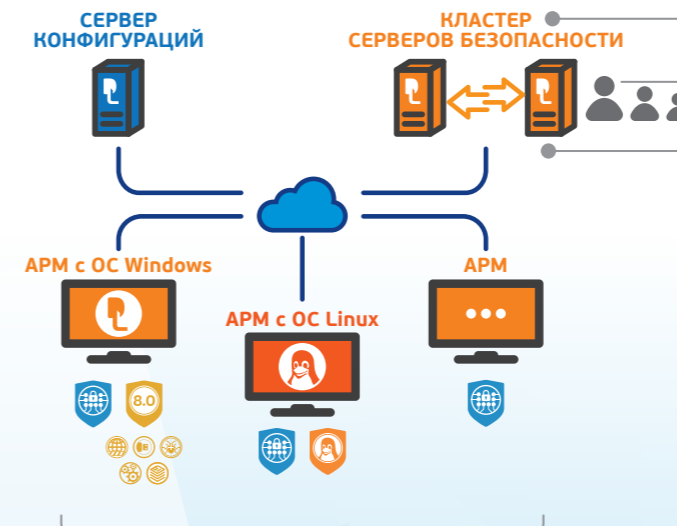 СЕРВЕР
КОНФИГУРАЦИЙ
КЛАСТЕР
СЕРВЕРОВ БЕЗОПАСНОСТИ
АРМ с ОС Windows
АРМ с ОС Linux
АРМ
8.0